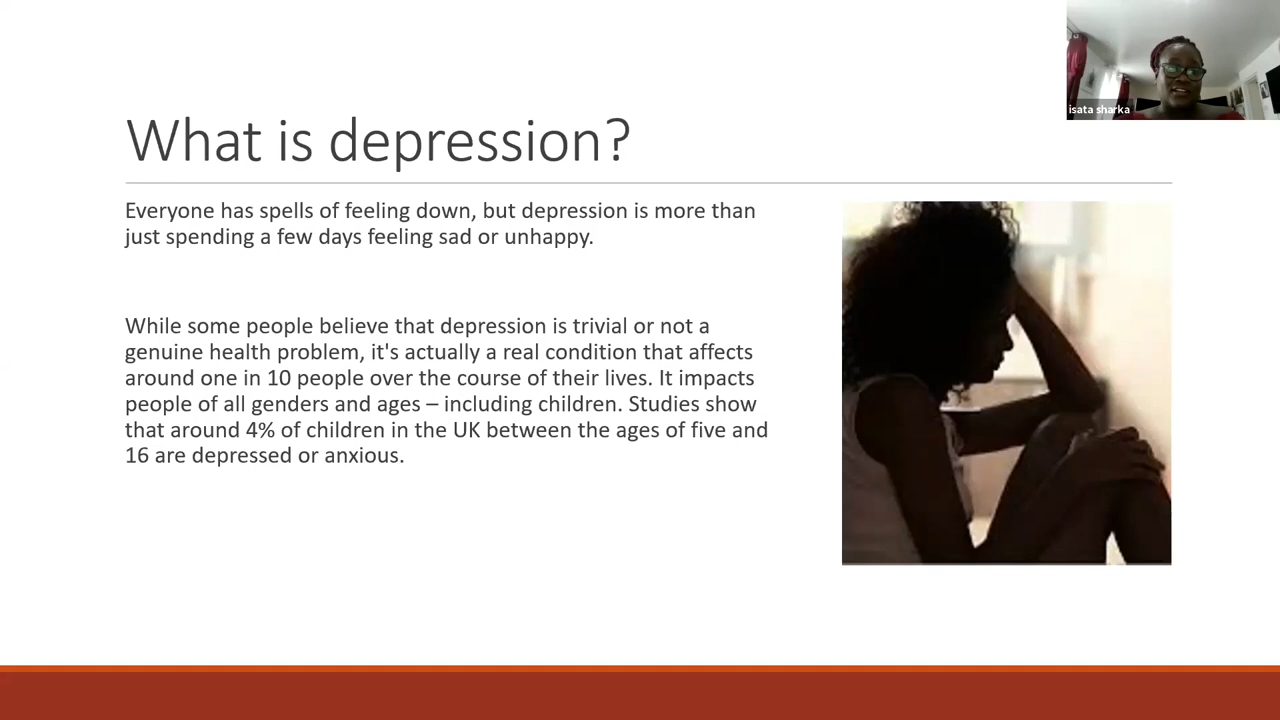 isata sharka
What is depression?
Everyone has spells of feeling down, but depression is more than
just spending a few days feeling sad or unhappy.
While some people believe that depression is trivial or not a
genuine health problem, it's actually a real condition that affects
around one in 10 people over the course of their lives. It impacts
people of all genders and ages – including children. Studies show
that around 4% of children in the UK between the ages of five and
16 are depressed or anxious.